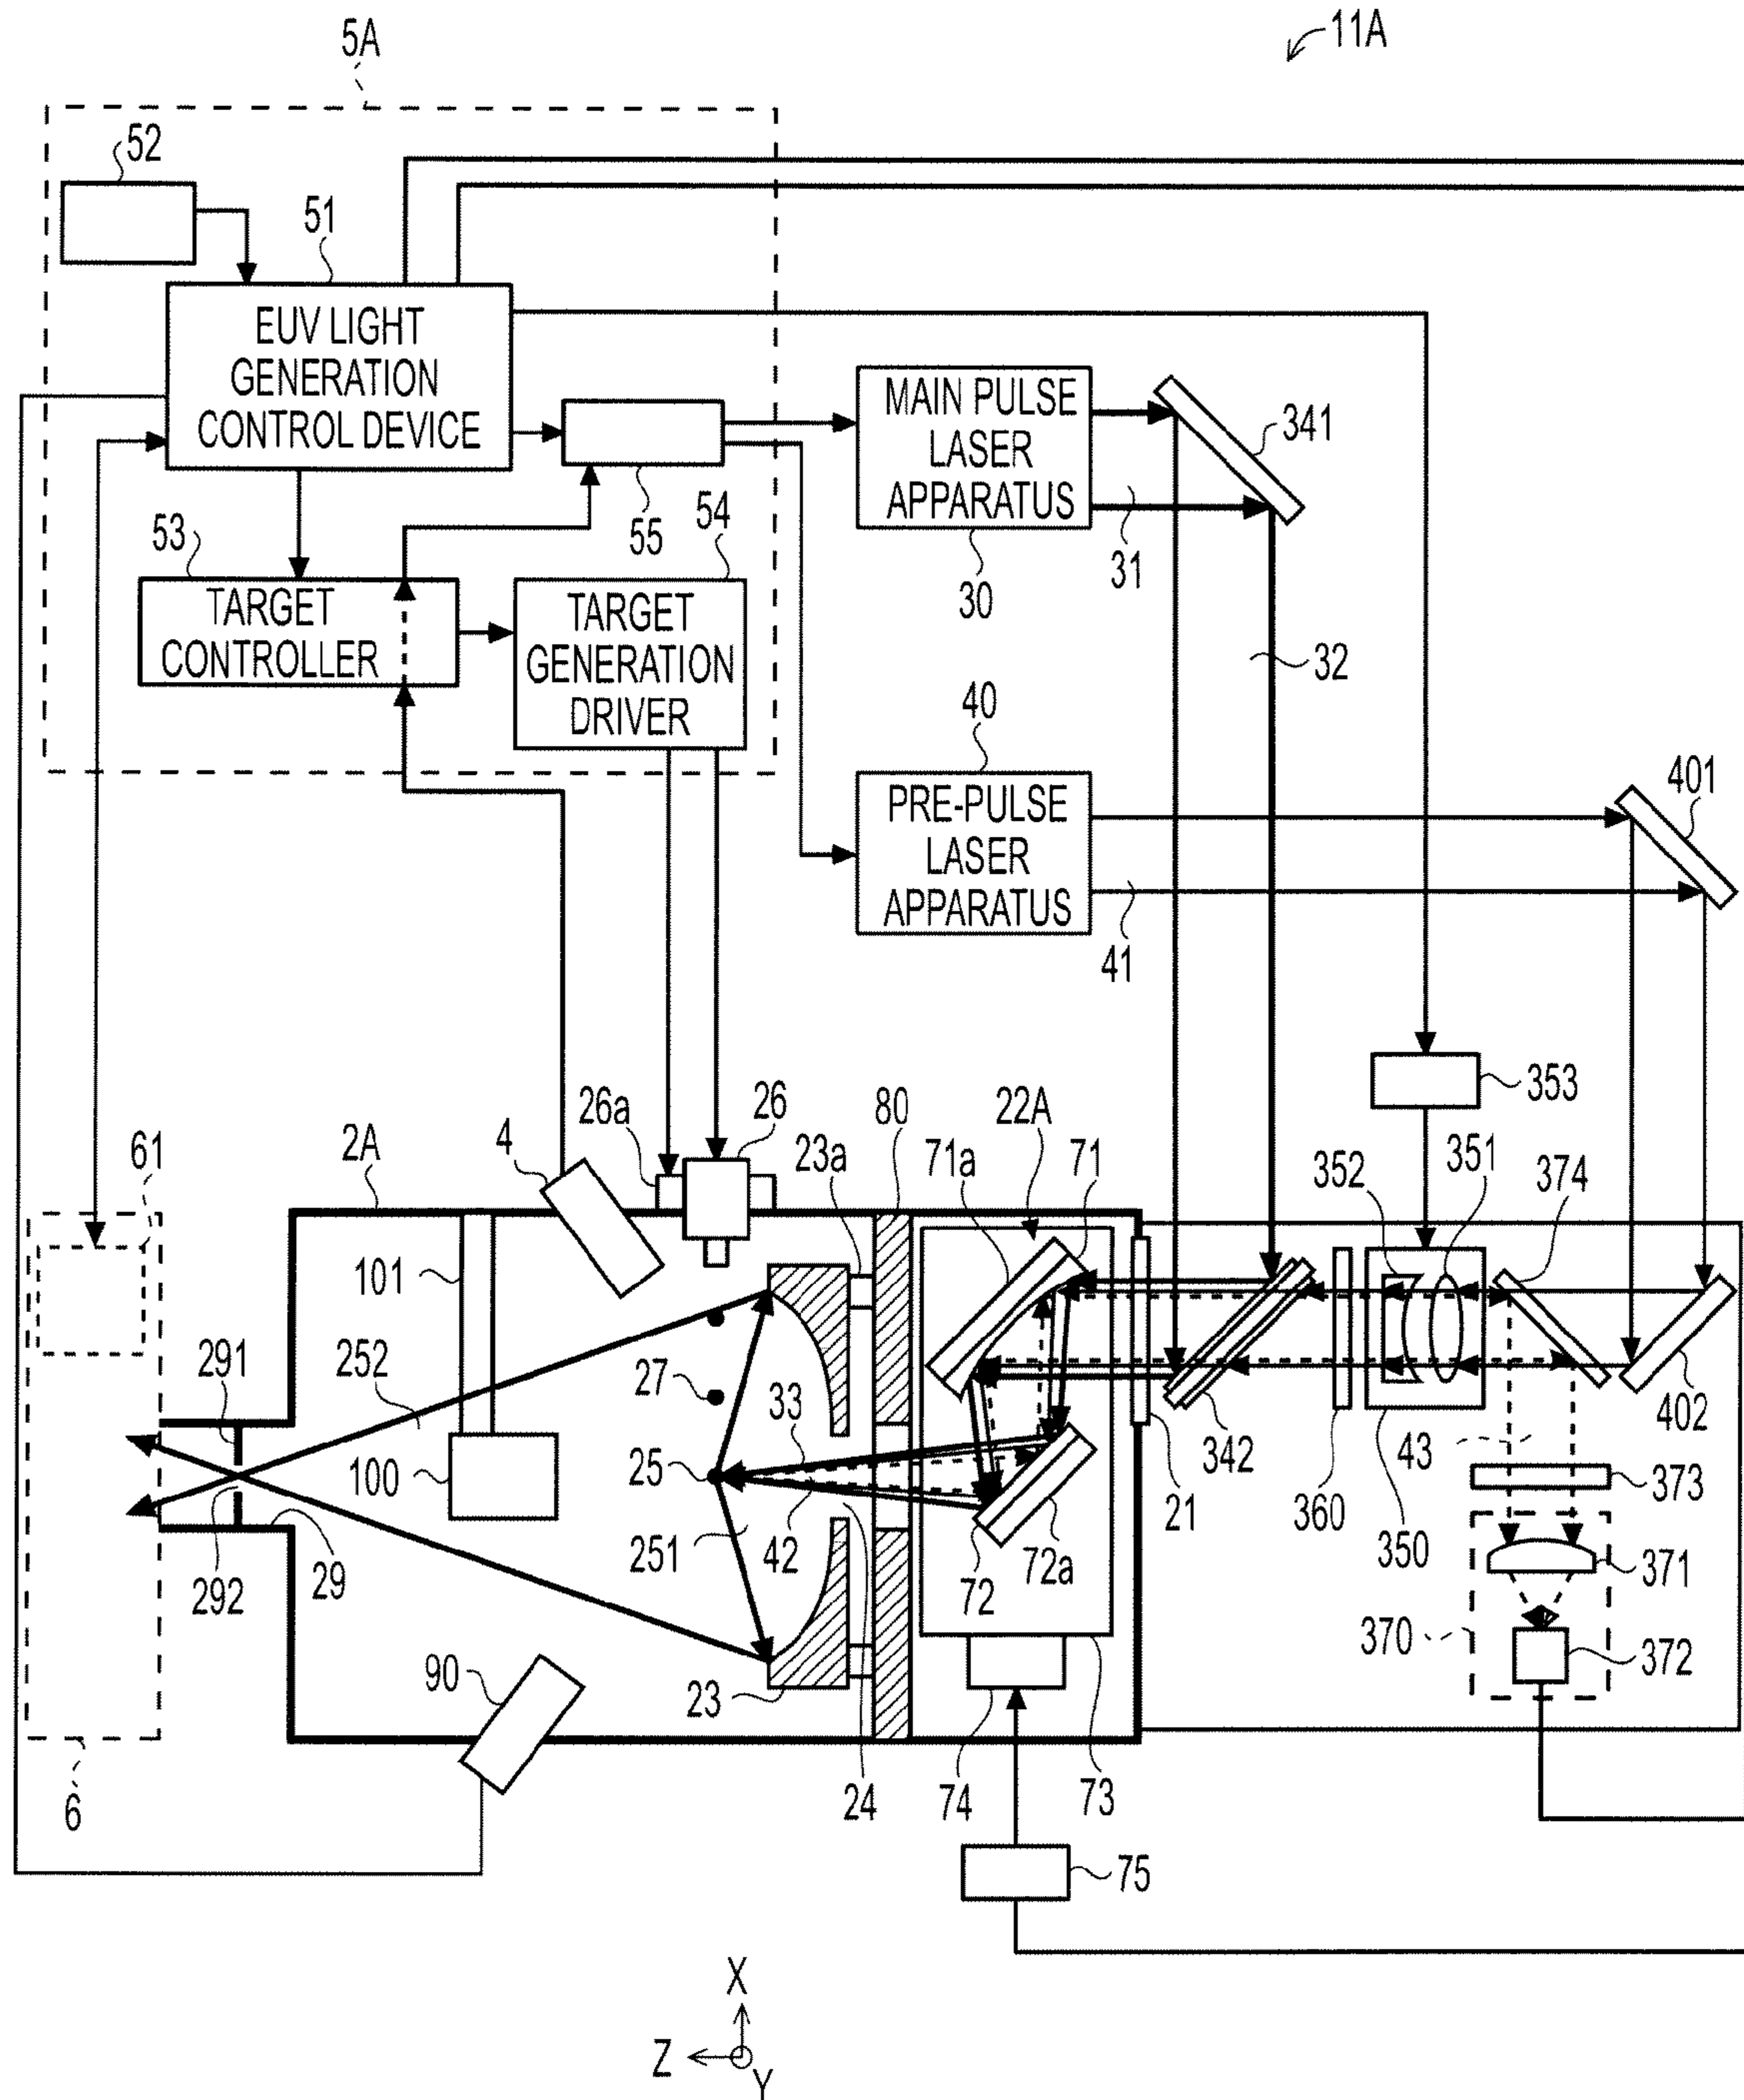 11A
5A
52
51
EUV LIGHT
GENERATION
CONTROL DEVICE
MAIN PULSE
LASER
APPARATUS
341
31
30
55
54
53
TARGET
CONTROLLER
TARGET
GENERATION
DRIVER
32
40
PRE-PULSE
LASER
APPARATUS
401
41
353
26a
26
80
22A
4
23a
71a
71
352
351
374
2A
61
101
27
252
291
33
25
100
342
43
402
21
360
350
373
251
42
72
72a
371
29
292
370
372
90
23
6
24
74
73
75
X
Z
Y